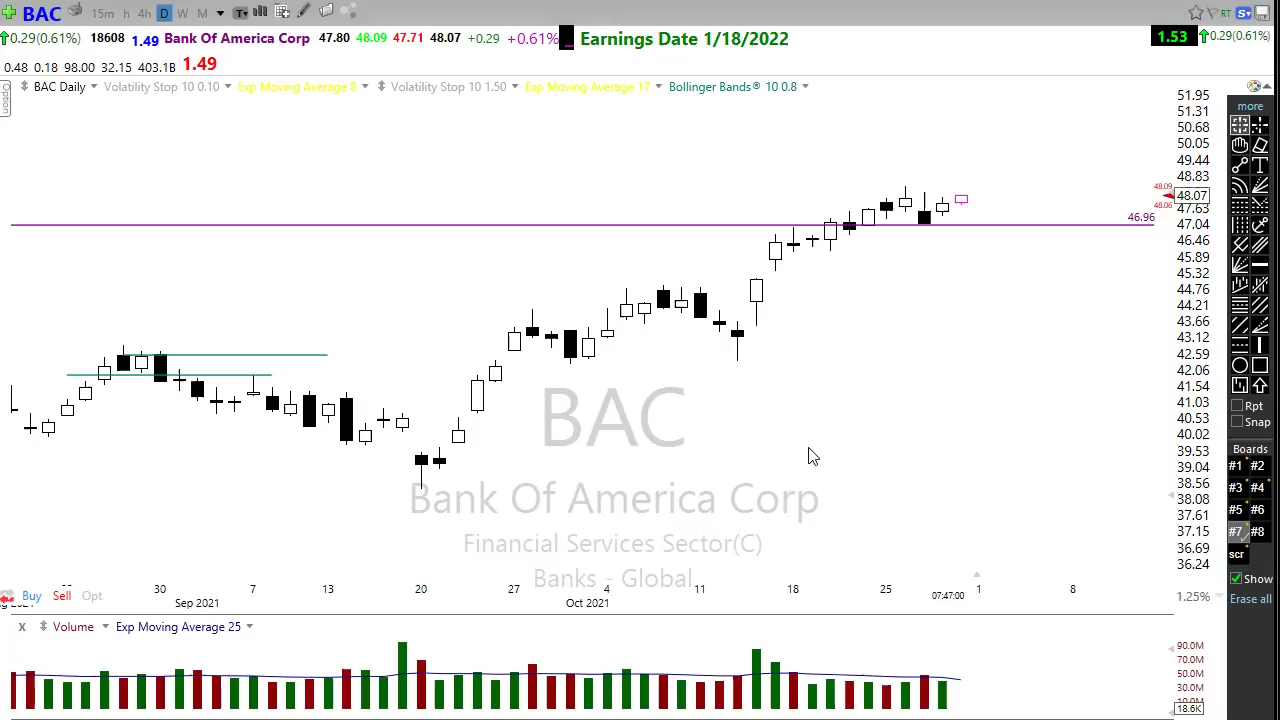 BAC 15m h 4h D W M T RT S
0.29(0.61%) 18608 1.49 Bank Of America Corp 47.80 48.09 47.71 48.07 +0.29 +0.61% ... Earnings Date 1/18/2022 1.53 0.29(0.61%)
0.48 0.18 98.00 32.15 403.1B 1.49
Option
BAC Daily Volatility Stop 10 0.10 Exp Moving Average 8 Volatility Stop 10 1.50 Exp Moving Average 17 Bollinger Bands® 10 0.8
51.95
51.31
50.68
50.05
49.44
48.83
48.09
48.07
48.06
47.63
46.96
47.04
46.46
45.89
45.32
44.76
44.21
43.66
43.12
42.59
42.06
41.54
41.03
40.53
40.02
39.53
39.04
38.56
38.08
37.61
37.15
36.69
36.24
more
T
Rpt
Snap
Boards
#1 #2
#3 #4
#5 #6
#7 #8
scr
Show
Erase all
BAC
Bank Of America Corp
Financial Services Sector(C)
Banks - Global
30 7 13 20 27 4 11 18 25 1 8
Sep 2021 Oct 2021 07:47:00
Buy Sell Opt 1.25%
X Volume Exp Moving Average 25
90.0M
70.0M
50.0M
30.0M
18.6K